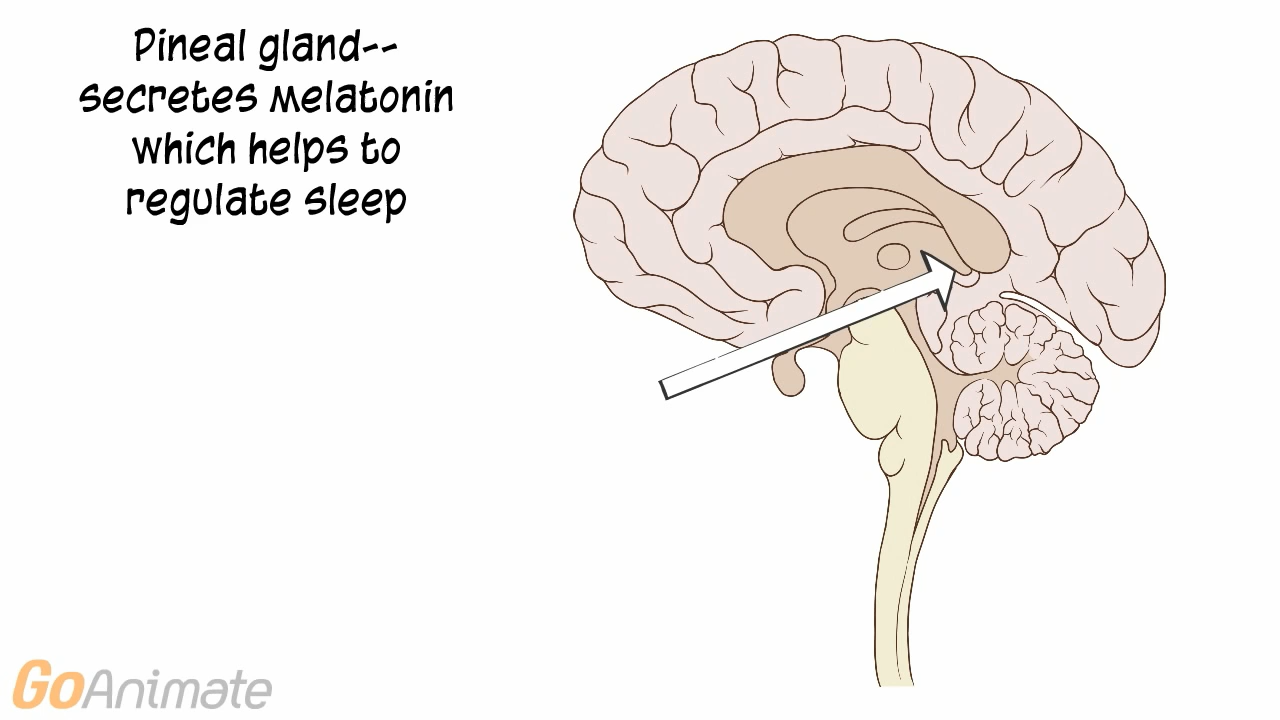 Pineal gland--
secretes melatonin
which helps to
regulate sleep
GoAnimate